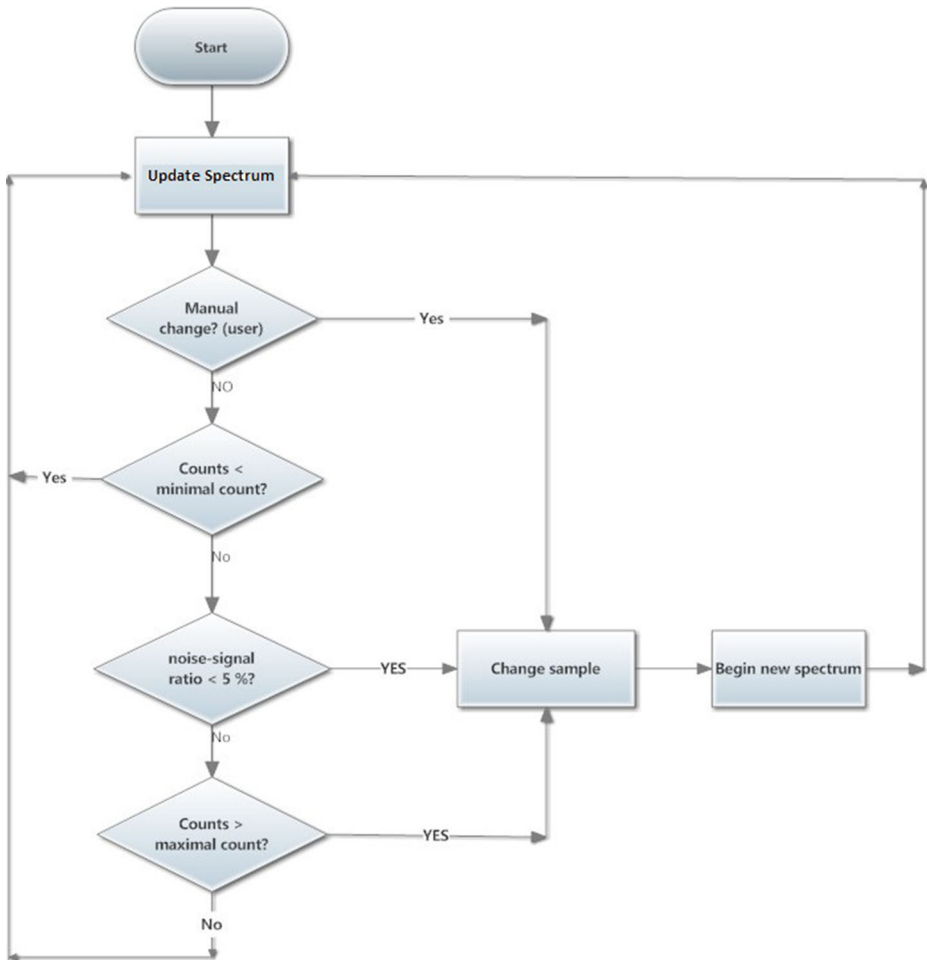 Start
Update Spectrum
Manual
change? (user)
Yes
NO
Counts <
minimal count?
Yes
No
noise-signal
ratio < 5 %?
YES
Change sample
Begin new spectrum
No
Counts >
maximal count?
YES
No